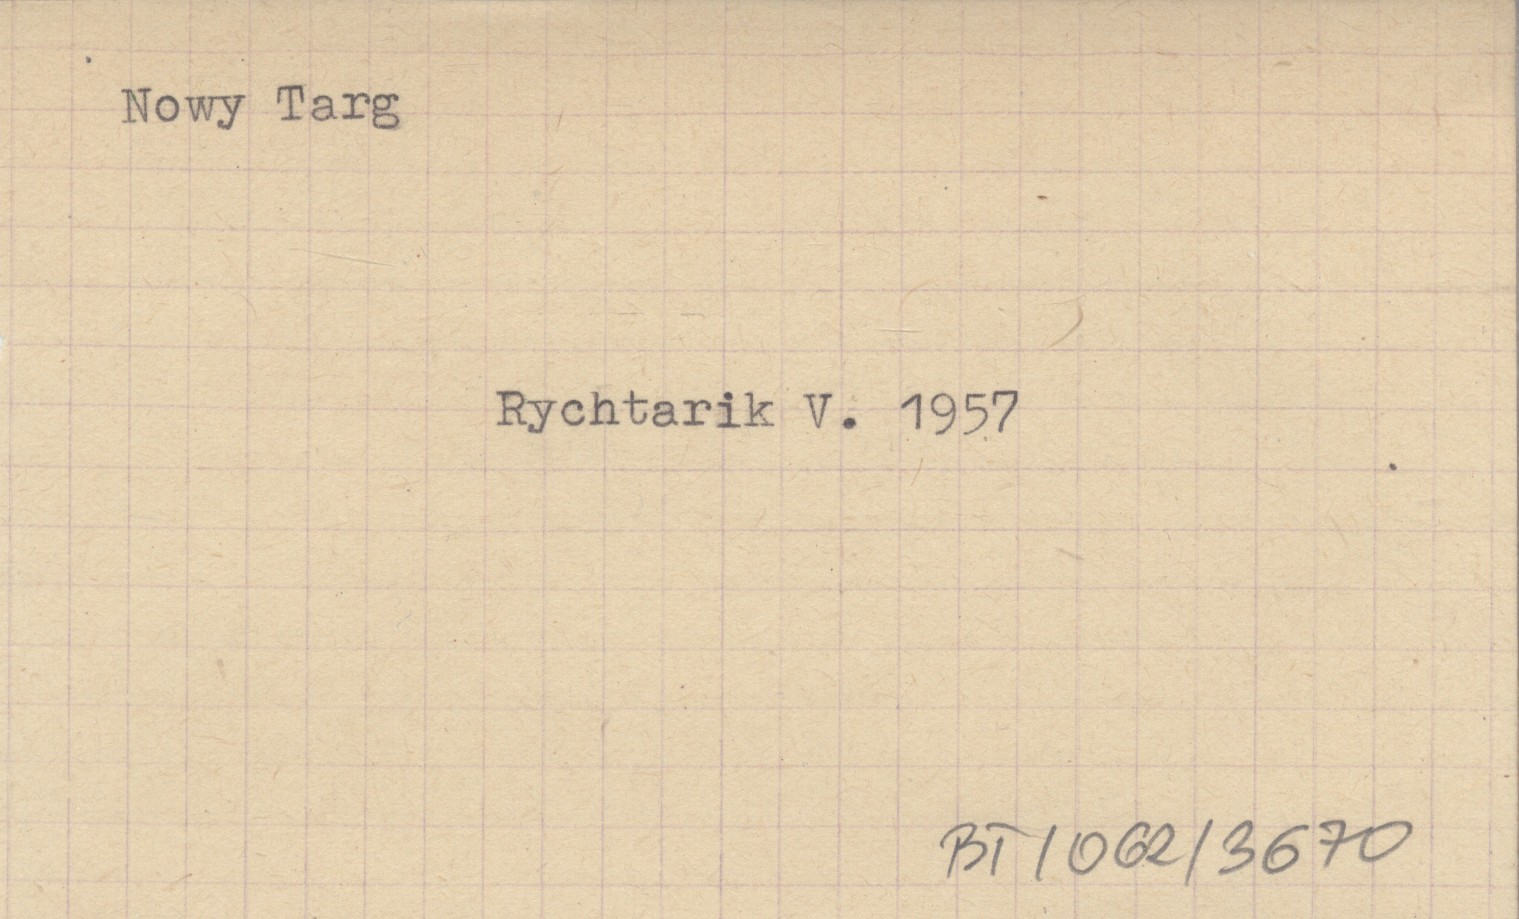 Nowy Targ
Rychtarik V. 1957
BT/062/3670